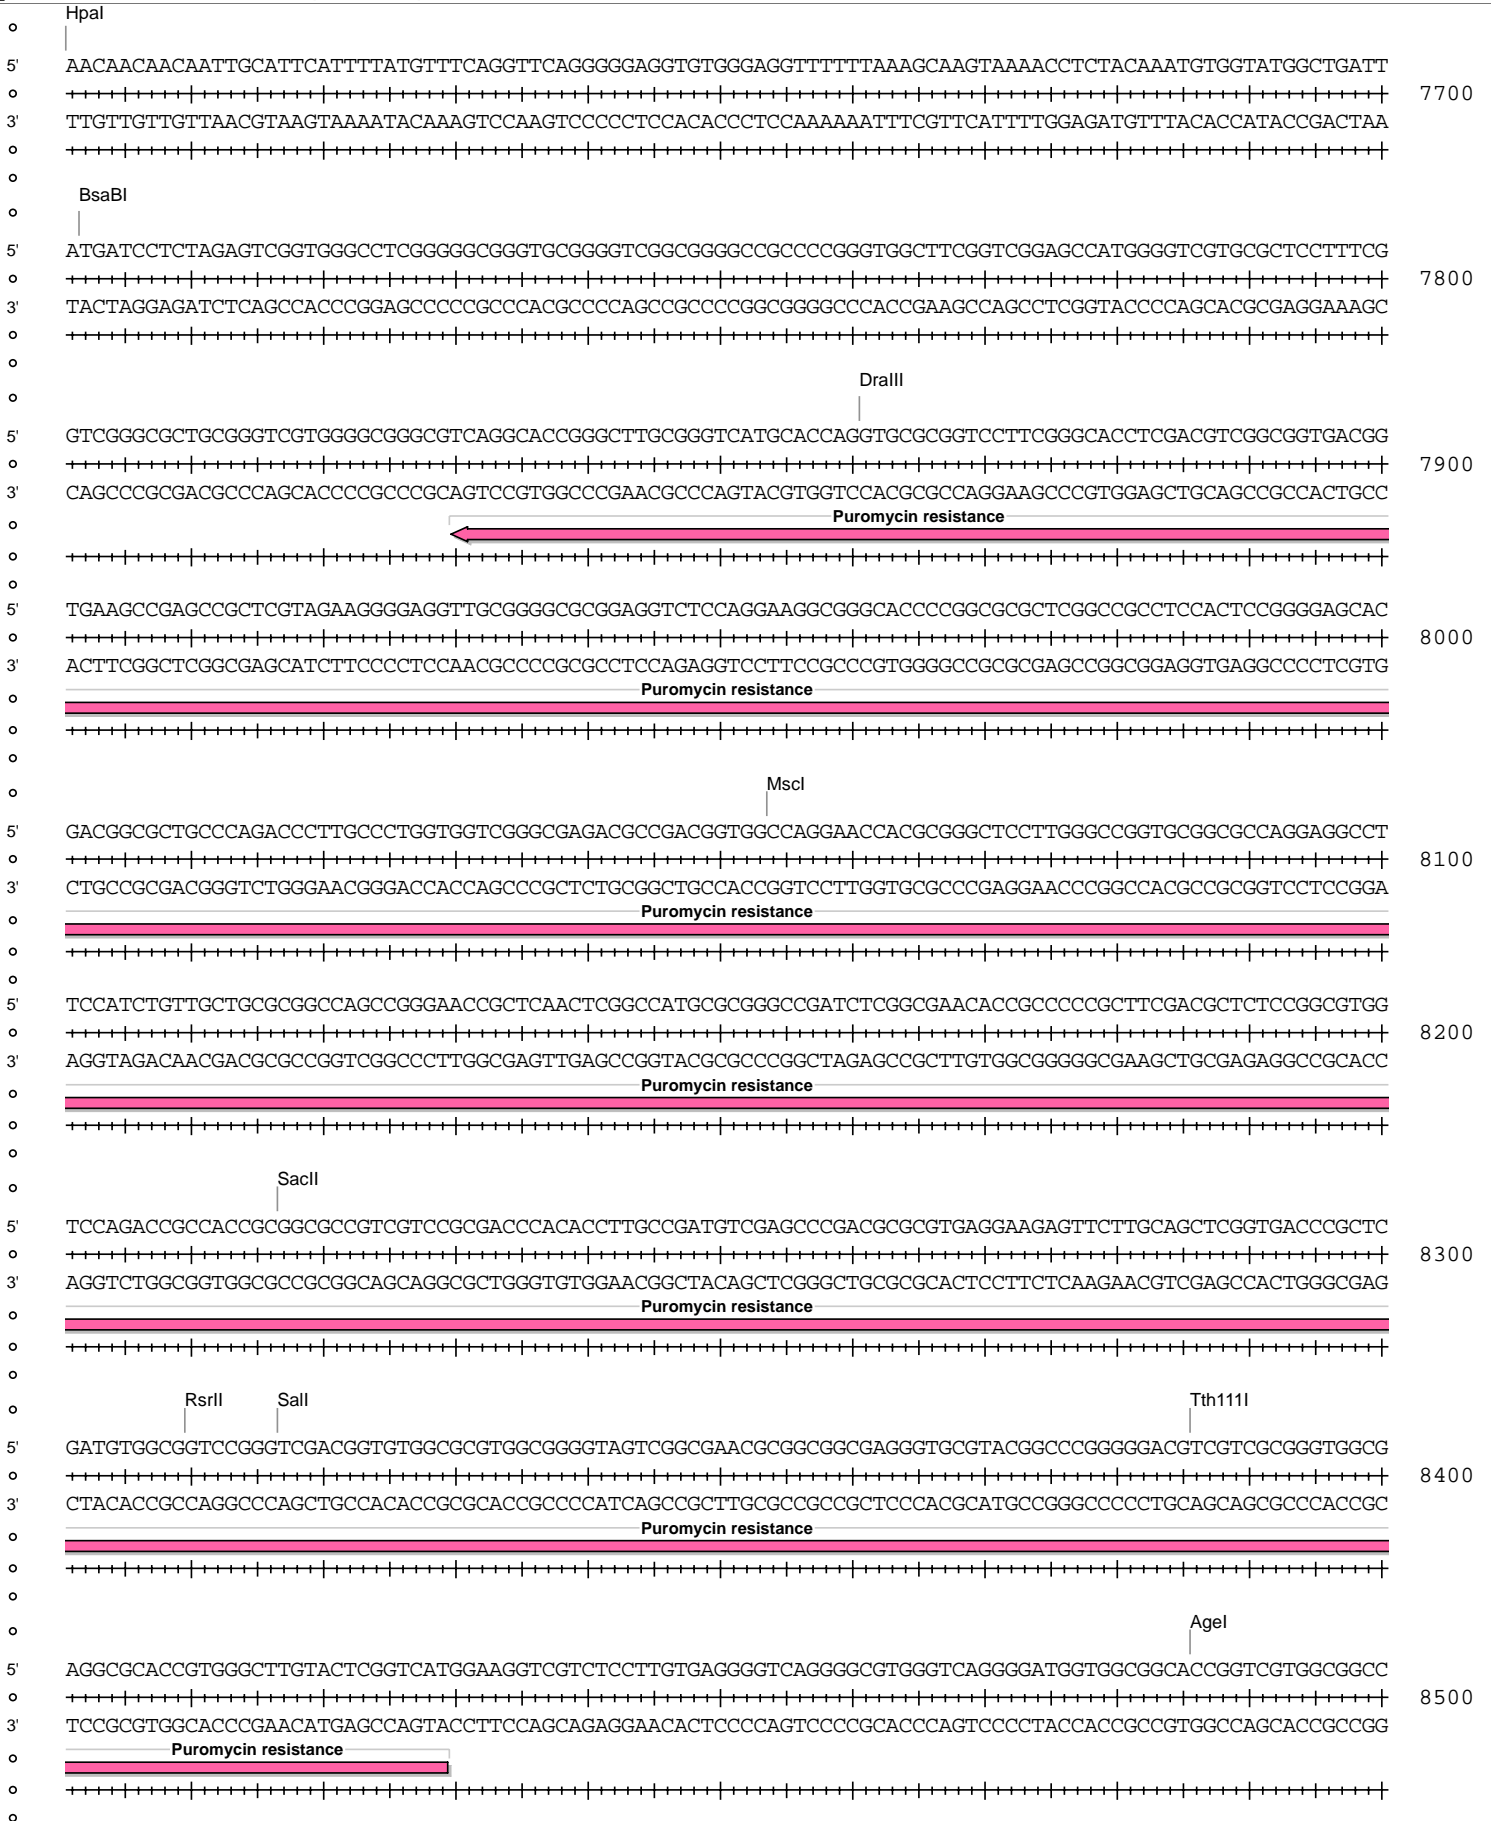 HpaI
5' AACAACAACAATTGCATTCATTTTATGTTTCAGGTTCAGGGGGAGGTGTGGGAGGTTTTTTAAAGCAAGTAAAACCTCTACAAATGTGGTATGGCTGATT
7700
3' TTGTTGTTGTTAACGTAAGTAAAATACAAAGTCCAAGTCCCCCTCCACACCCTCCAAAAAATTTCGTTCATTTTGGAGATGTTTACACCATACCGACTAA
BsaBI
5' ATGATCCTCTAGAGTCGGTGGGCCTCGGGGGCGGGTGCGGGGTCGGCGGGGCCGCCCCGGGTGGCTTCGGTCGGAGCCATGGGGTCGTGCGCTCCTTTCG
7800
3' TACTAGGAGATCTCAGCCACCCGGAGCCCCCGCCCACGCCCCAGCCGCCCCGGCGGGGCCCACCGAAGCCAGCCTCGGTACCCCAGCACGCGAGGAAAGC
DraIII
5' GTCGGGCGCTGCGGGTCGTGGGGCGGGCGTCAGGCACCGGGCTTGCGGGTCATGCACCAGGTGCGCGGTCCTTCGGGCACCTCGACGTCGGCGGTGACGG
7900
3' CAGCCCGCGACGCCCAGCACCCCGCCCGCAGTCCGTGGCCCGAACGCCCAGTACGTGGTCCACGCGCCAGGAAGCCCGTGGAGCTGCAGCCGCCACTGCC
Puromycin resistance
5' TGAAGCCGAGCCGCTCGTAGAAGGGGAGGTTGCGGGGCGCGGAGGTCTCCAGGAAGGCGGGCACCCCGGCGCGCTCGGCCGCCTCCACTCCGGGGAGCAC
8000
3' ACTTCGGCTCGGCGAGCATCTTCCCCTCCAACGCCCCGCGCCTCCAGAGGTCCTTCCGCCCGTGGGGCCGCGCGAGCCGGCGGAGGTGAGGCCCCTCGTG
Puromycin resistance
MscI
5' GACGGCGCTGCCCAGACCCTTGCCCTGGTGGTCGGGCGAGACGCCGACGGTGGCCAGGAACCACGCGGGCTCCTTGGGCCGGTGCGGCGCCAGGAGGCCT
8100
3' CTGCCGCGACGGGTCTGGGAACGGGACCACCAGCCCGCTCTGCGGCTGCCACCGGTCCTTGGTGCGCCCGAGGAACCCGGCCACGCCGCGGTCCTCCGGA
Puromycin resistance
5' TCCATCTGTTGCTGCGCGGCCAGCCGGGAACCGCTCAACTCGGCCATGCGCGGGCCGATCTCGGCGAACACCGCCCCCGCTTCGACGCTCTCCGGCGTGG
8200
3' AGGTAGACAACGACGCGCCGGTCGGCCCTTGGCGAGTTGAGCCGGTACGCGCCCGGCTAGAGCCGCTTGTGGCGGGGGCGAAGCTGCGAGAGGCCGCACC
Puromycin resistance
SacII
5' TCCAGACCGCCACCGCGGCGCCGTCGTCCGCGACCCACACCTTGCCGATGTCGAGCCCGACGCGCGTGAGGAAGAGTTCTTGCAGCTCGGTGACCCGCTC
8300
3' AGGTCTGGCGGTGGCGCCGCGGCAGCAGGCGCTGGGTGTGGAACGGCTACAGCTCGGGCTGCGCGCACTCCTTCTCAAGAACGTCGAGCCACTGGGCGAG
Puromycin resistance
RsrII SalI Tth111I
5' GATGTGGCGGTCCGGGTCGACGGTGTGGCGCGTGGCGGGGTAGTCGGCGAACGCGGCGGCGAGGGTGCGTACGGCCCGGGGGACGTCGTCGCGGGTGGCG
8400
3' CTACACCGCCAGGCCCAGCTGCCACACCGCGCACCGCCCCATCAGCCGCTTGCGCCGCCGCTCCCACGCATGCCGGGCCCCCTGCAGCAGCGCCCACCGC
Puromycin resistance
AgeI
5' AGGCGCACCGTGGGCTTGTACTCGGTCATGGAAGGTCGTCTCCTTGTGAGGGGTCAGGGGCGTGGGTCAGGGGATGGTGGCGGCACCGGTCGTGGCGGCC
8500
3' TCCGCGTGGCACCCGAACATGAGCCAGTACCTTCCAGCAGAGGAACACTCCCCAGTCCCCGCACCCAGTCCCCTACCACCGCCGTGGCCAGCACCGCCGG
Puromycin resistance